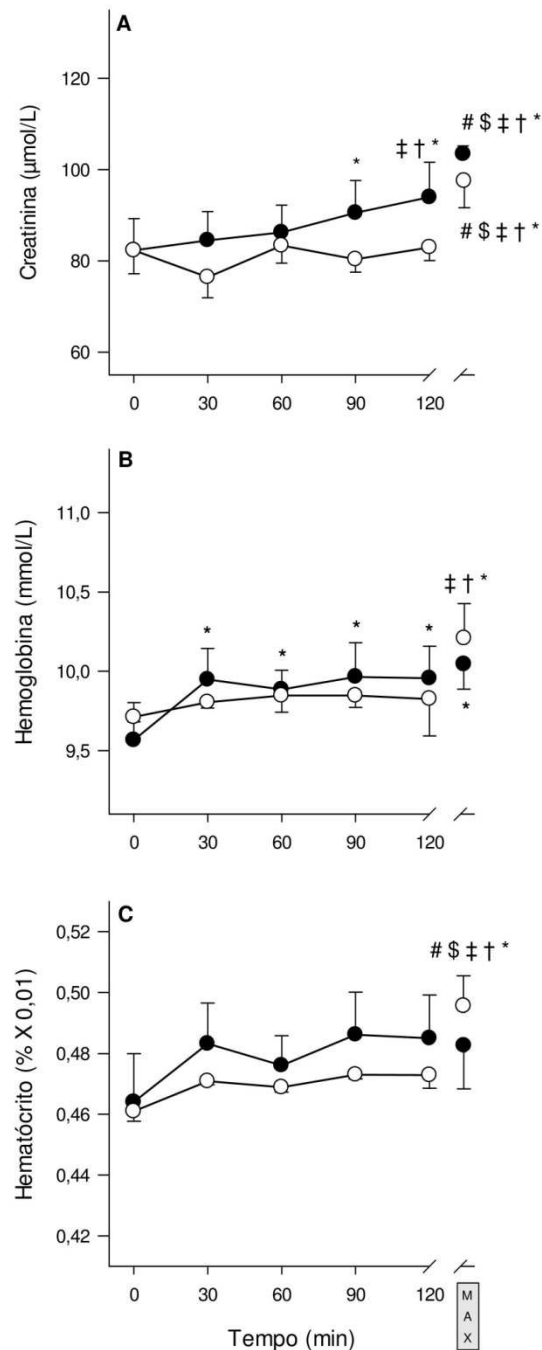 A
Creatinina (µmol/L)
120
100
80
60
*
‡ † *
# $ ‡ † *
# $ ‡ † *
0 30 60 90 120
B
Hemoglobina (mmol/L)
11,0
10,5
10,0
9,5
* * * *
‡ † *
*
0 30 60 90 120
C
Hematócrito (% X 0,01)
0,52
0,50
0,48
0,46
0,44
0,42
# $ ‡ † *
0 30 60 90 120
Tempo (min)
M
A
X